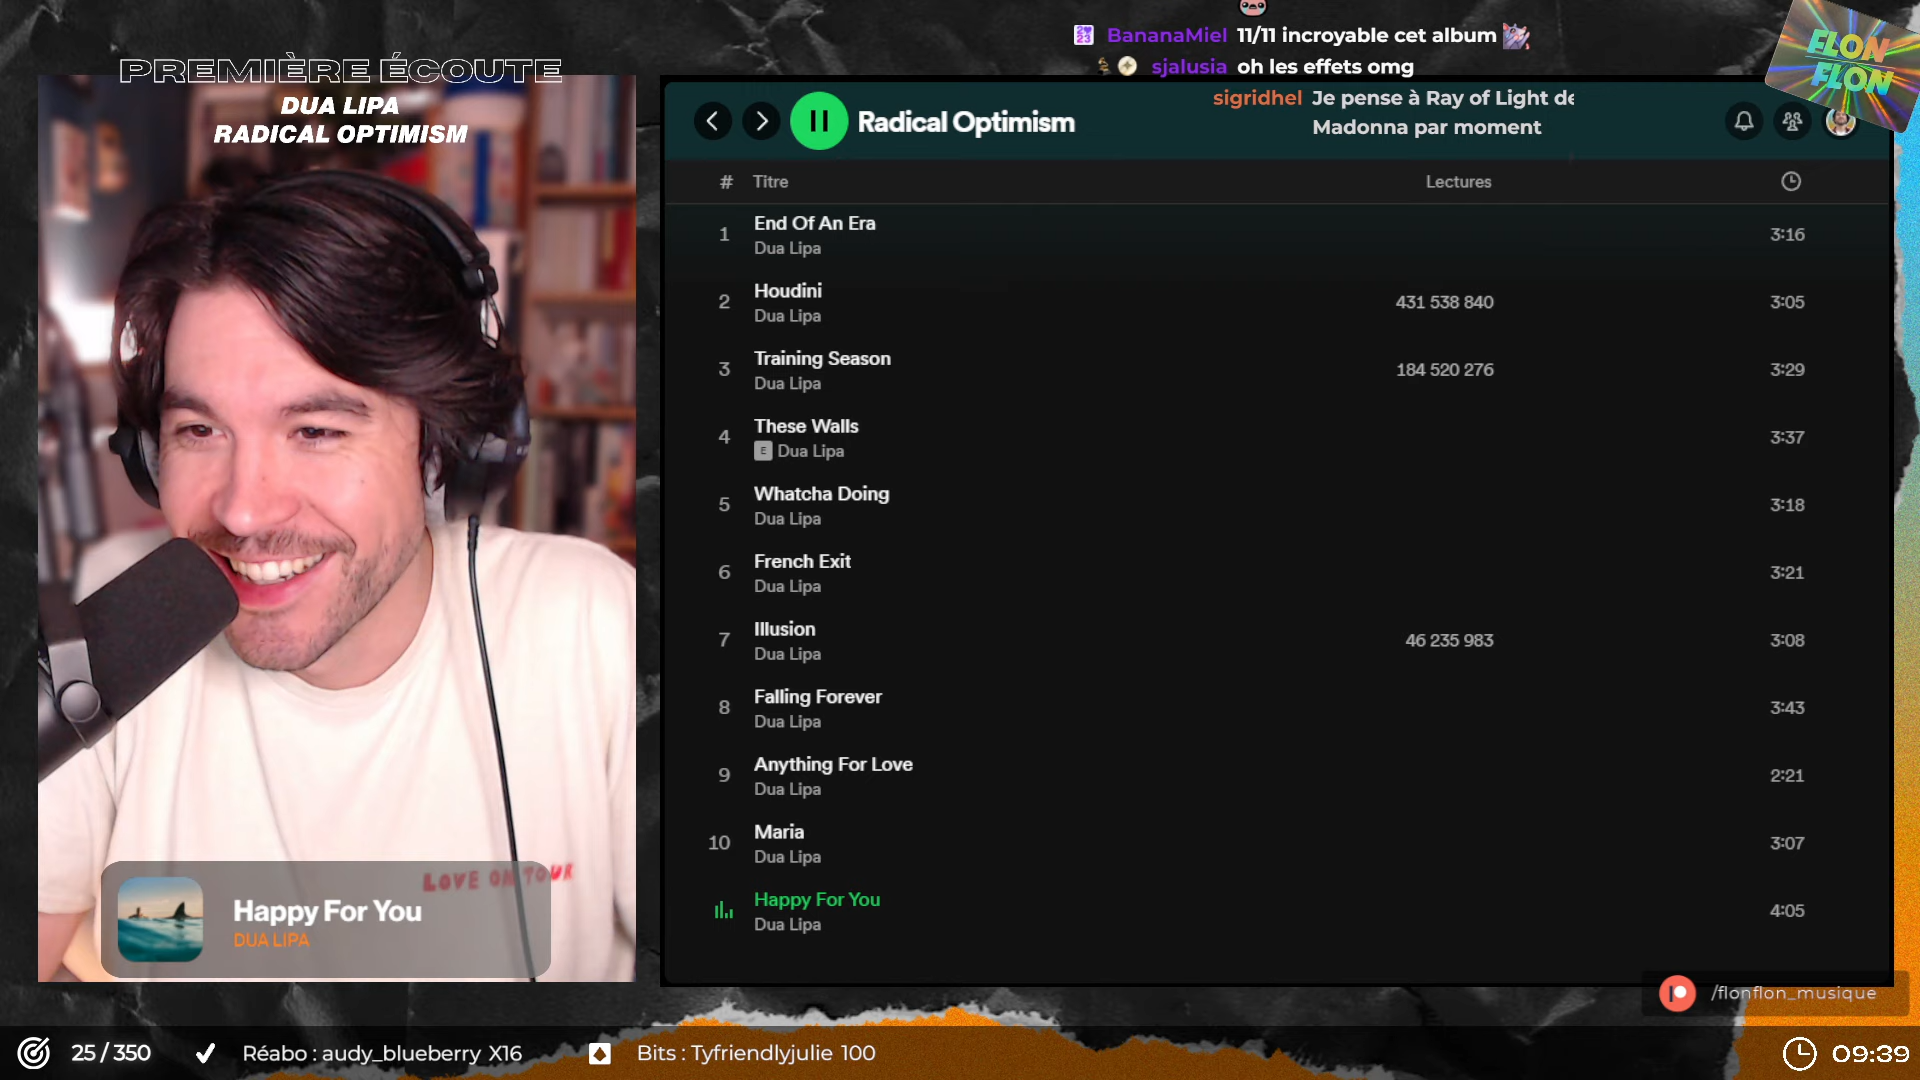 PREMIÈRE ÉCOUTE
DUA LIPA
RADICAL OPTIMISM
BananaMiel 11/11 incroyable cet album
sjalusia oh les effets omg
sigridhel Je pense à Ray of Light de
Madonna par moment
FLON
FLON
Radical Optimism
# Titre Lectures
1 End Of An Era 3:16
Dua Lipa
2 Houdini 431 538 840 3:05
Dua Lipa
3 Training Season 184 520 276 3:29
Dua Lipa
4 These Walls 3:37
E Dua Lipa
5 Whatcha Doing 3:18
Dua Lipa
6 French Exit 3:21
Dua Lipa
7 Illusion 46 235 983 3:08
Dua Lipa
8 Falling Forever 3:43
Dua Lipa
9 Anything For Love 2:21
Dua Lipa
10 Maria 3:07
Dua Lipa
Happy For You 4:05
Dua Lipa
LOVE ON TOUR
Happy For You
DUA LIPA
/flonflon_musique
25 / 350 Réabo : audy_blueberry X16 Bits : Tyfriendlyjulie 100 09:39